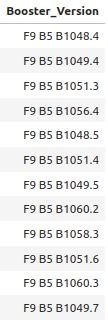 Booster_Version
F9 B5 B1048.4
F9 B5 B1049.4
F9 B5 B1051.3
F9 B5 B1056.4
F9 B5 B1048.5
F9 B5 B1051.4
F9 B5 B1049.5
F9 B5 B1060.2
F9 B5 B1058.3
F9 B5 B1051.6
F9 B5 B1060.3
F9 B5 B1049.7